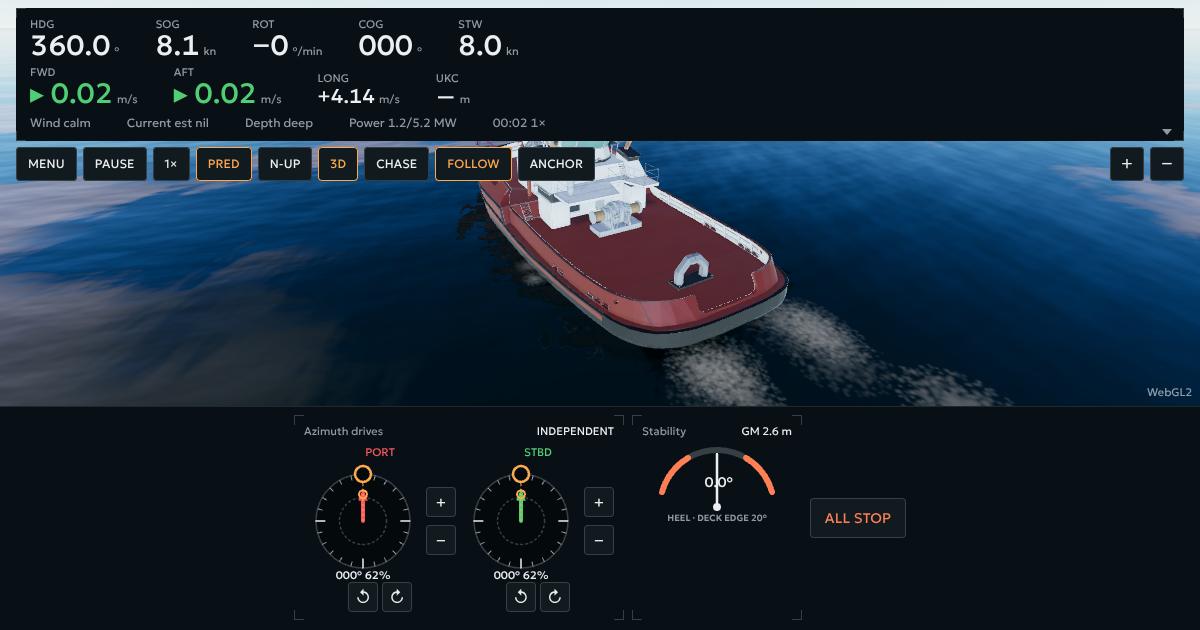 HDG SOG ROT COG STW
360.0 ° 8.1 kn −0 °/min 000 ° 8.0 kn
FWD AFT LONG UKC
▶ 0.02 m/s ▶ 0.02 m/s +4.14 m/s — m
Wind calm Current est nil Depth deep Power 1.2/5.2 MW 00:02 1×
MENU PAUSE 1× PRED N-UP 3D CHASE FOLLOW ANCHOR + −
WebGL2
Azimuth drives INDEPENDENT Stability GM 2.6 m
PORT STBD
0.0°
+ +
HEEL · DECK EDGE 20° ALL STOP
− −
000° 62% 000° 62%